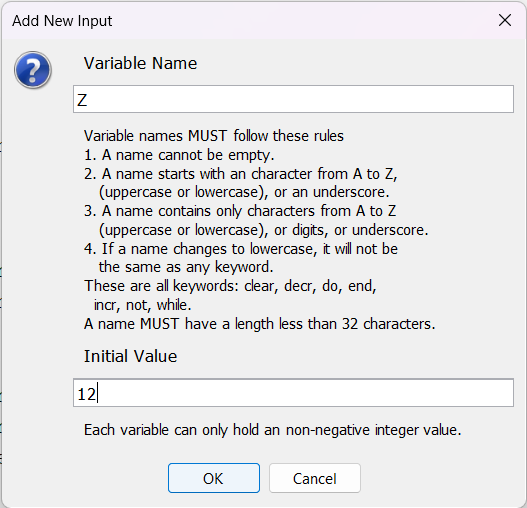 Add New Input
Variable Name
Z
Variable names MUST follow these rules
1. A name cannot be empty.
2. A name starts with an character from A to Z,
(uppercase or lowercase), or an underscore.
3. A name contains only characters from A to Z
(uppercase or lowercase), or digits, or underscore.
4. If a name changes to lowercase, it will not be
the same as any keyword.
These are all keywords: clear, decr, do, end,
incr, not, while.
A name MUST have a length less than 32 characters.
Initial Value
12
Each variable can only hold an non-negative integer value.
OK
Cancel